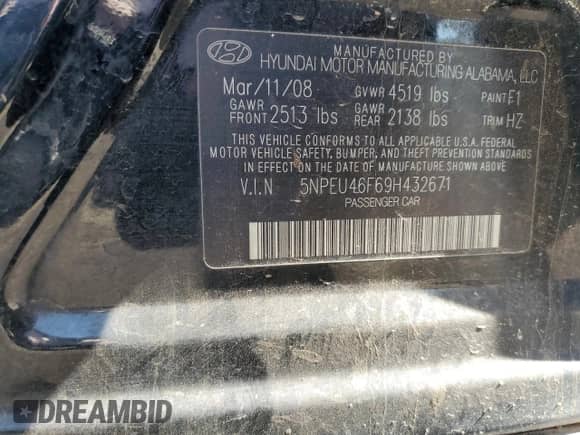 MANUFACTURED BY
HYUNDAI MOTOR MANUFACTURING ALABAMA, LLC
Mar/11/08 GVWR 4519 lbs PAINT E1
GAWR FRONT 2513 lbs GAWR REAR 2138 lbs TRIM HZ
THIS VEHICLE CONFORMS TO ALL APPLICABLE U.S.A. FEDERAL
MOTOR VEHICLE SAFETY, BUMPER, AND THEFT PREVENTION STANDARDS
IN EFFECT ON THE DATE OF MANUFACTURE SHOWN ABOVE
V.I.N 5NPEU46F69H432671
PASSENGER CAR
DREAMBID